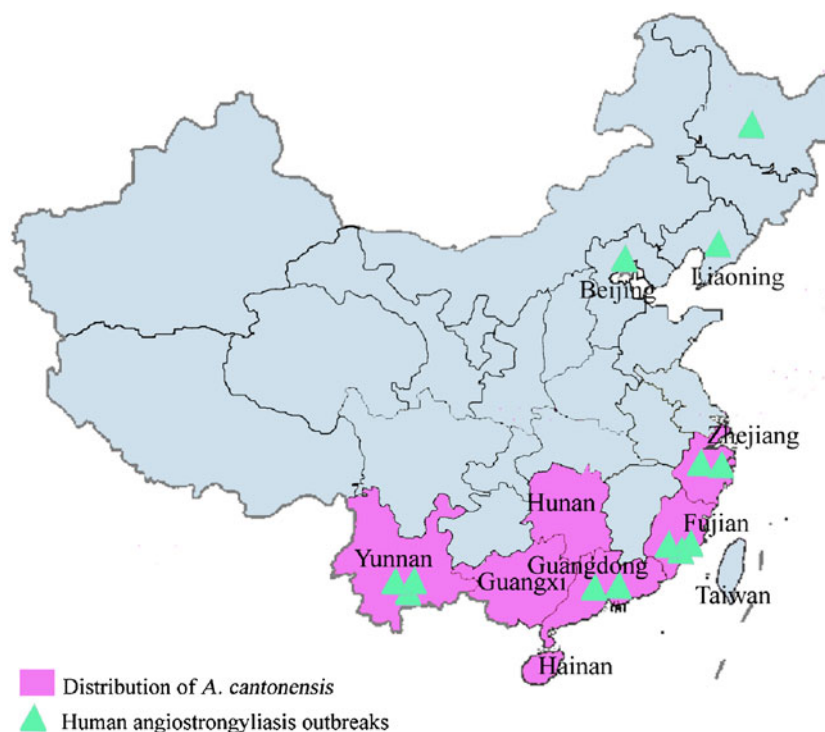 Liaoning
Beijing
Zhejiang
Hunan
Fujian
Yunnan
Guangdong
Guangxi
Taiwan
Hainan
Distribution of A. cantonensis
Human angiostrongyliasis outbreaks